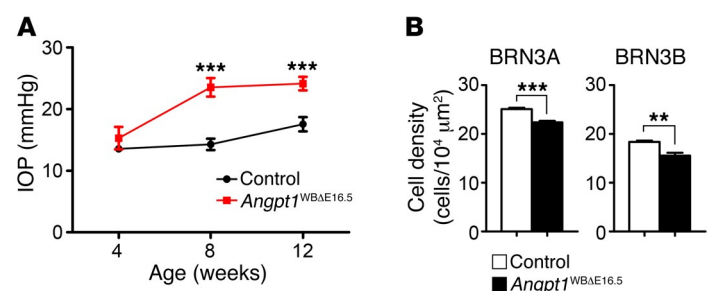 A
IOP (mmHg)
30
20
10
0
***
***
Control
Angpt1WBΔE16.5
4
8
12
Age (weeks)
B
BRN3A
BRN3B
Cell density
(cells/10⁴ μm²)
30
20
10
0
***
30
20
10
0
**
Control
Angpt1WBΔE16.5